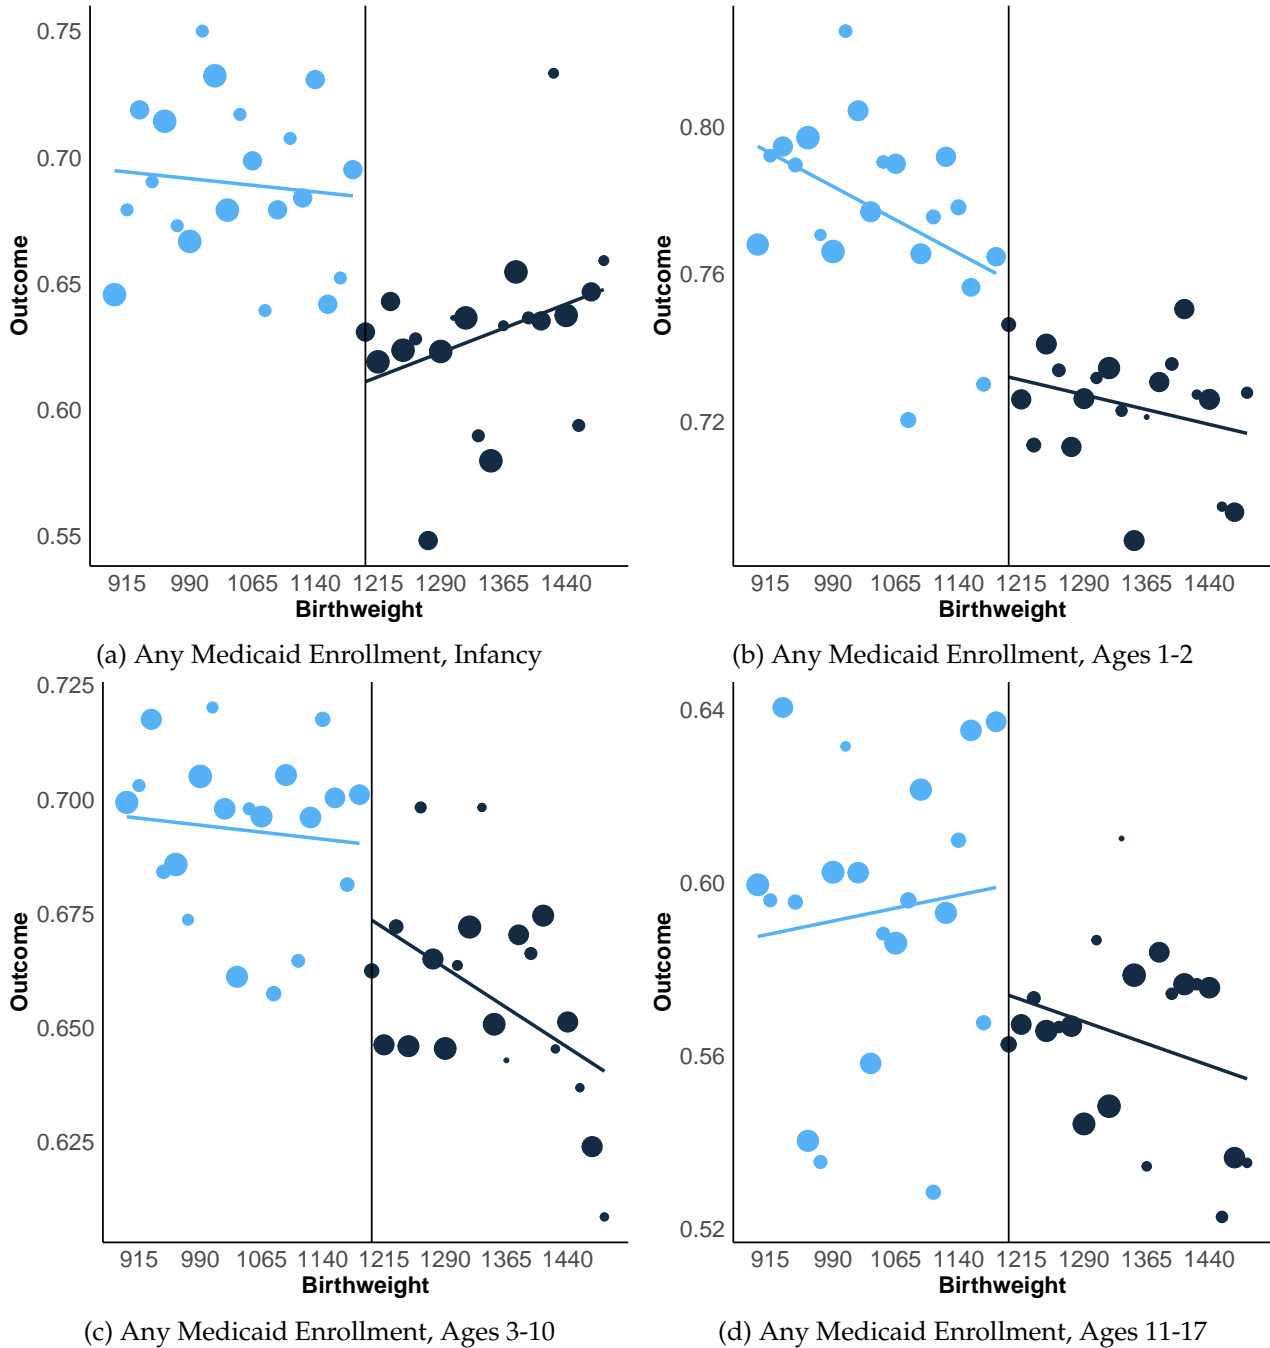 0.75
0.70
0.65
0.60
0.55
Outcome
915 990 1065 1140 1215 1290 1365 1440
Birthweight
(a) Any Medicaid Enrollment, Infancy
0.80
0.76
0.72
Outcome
915 990 1065 1140 1215 1290 1365 1440
Birthweight
(b) Any Medicaid Enrollment, Ages 1-2
0.725
0.700
0.675
0.650
0.625
Outcome
915 990 1065 1140 1215 1290 1365 1440
Birthweight
(c) Any Medicaid Enrollment, Ages 3-10
0.64
0.60
0.56
0.52
Outcome
915 990 1065 1140 1215 1290 1365 1440
Birthweight
(d) Any Medicaid Enrollment, Ages 11-17